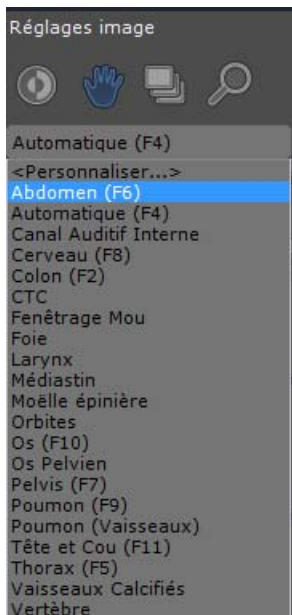 Réglages image
Automatique (F4)
<Personnaliser...>
Abdomen (F6)
Automatique (F4)
Canal Auditif Interne
Cerveau (F8)
Colon (F2)
CTC
Fenêtrage Mou
Foie
Larynx
Médiastin
Moëlle épinière
Orbites
Os (F10)
Os Pelvien
Pelvis (F7)
Poumon (F9)
Poumon (Vaisseaux)
Tête et Cou (F11)
Thorax (F5)
Vaisseaux Calcifiés
Vertèbre